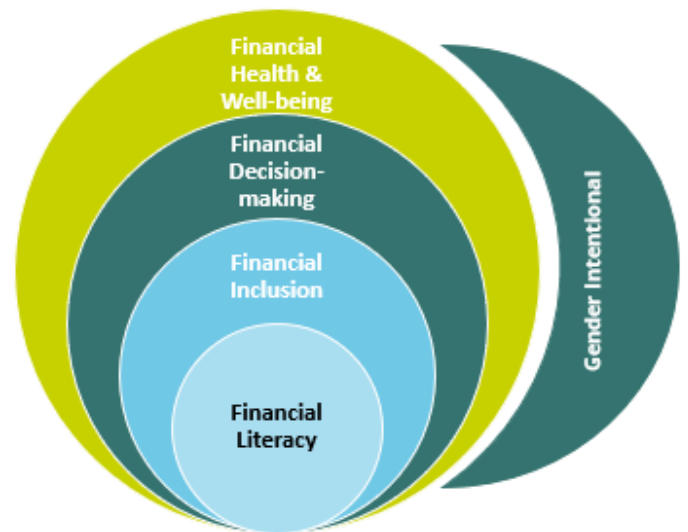 Financial
Health &
Well-being
Financial
Decision-
making
Financial
Inclusion
Financial
Literacy
Gender Intentional